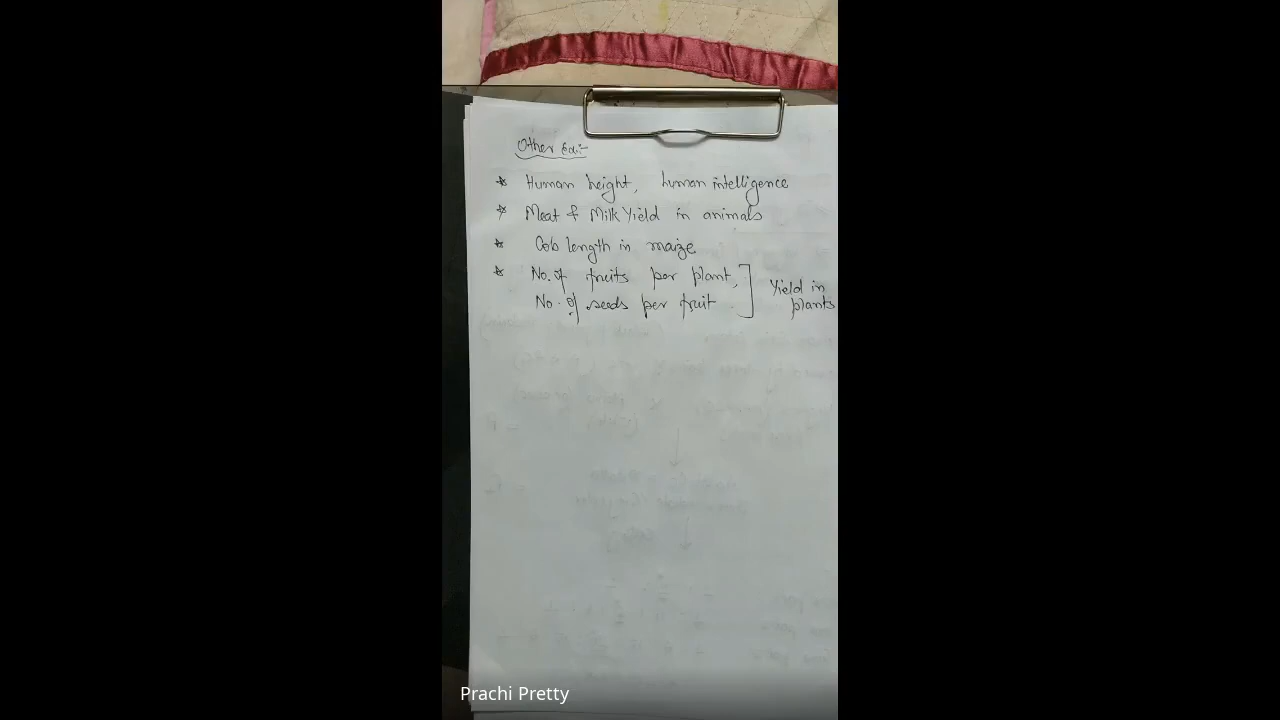 Other Ex:-
* Human height, human intelligence
* Meat & Milk Yield in animals
* Cob length in maize
* No. of fruits per plant,
No. of seeds per fruit
Yield in
plants
Prachi Pretty